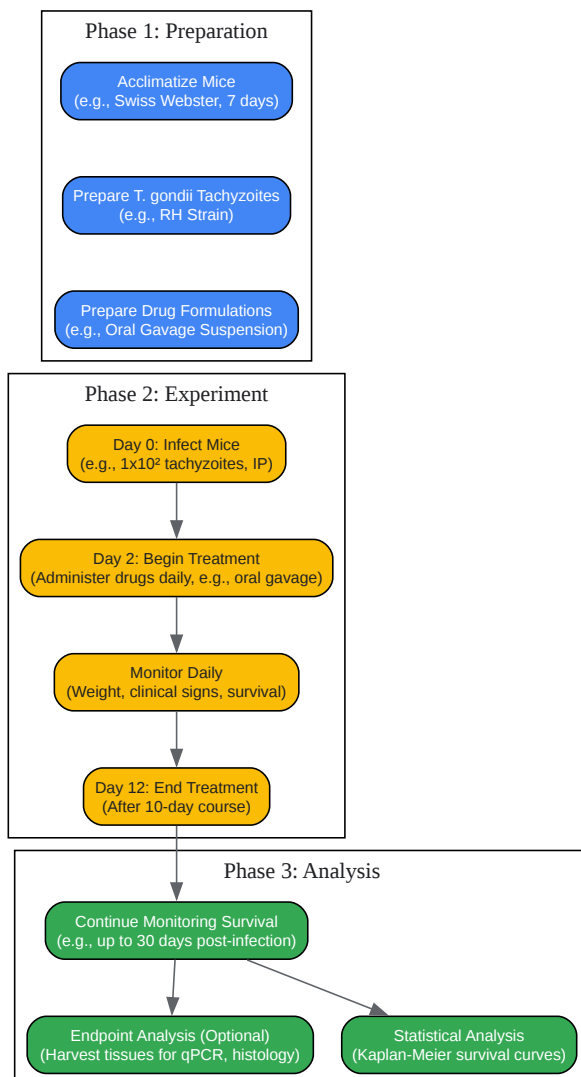 Phase 1: Preparation
Acclimatize Mice
(e.g., Swiss Webster, 7 days)
Prepare T. gondii Tachyzoites
(e.g., RH Strain)
Prepare Drug Formulations
(e.g., Oral Gavage Suspension)
Phase 2: Experiment
Day 0: Infect Mice
(e.g., 1x10² tachyzoites, IP)
Day 2: Begin Treatment
(Administer drugs daily, e.g., oral gavage)
Monitor Daily
(Weight, clinical signs, survival)
Day 12: End Treatment
(After 10-day course)
Phase 3: Analysis
Continue Monitoring Survival
(e.g., up to 30 days post-infection)
Endpoint Analysis (Optional)
(Harvest tissues for qPCR, histology)
Statistical Analysis
(Kaplan-Meier survival curves)